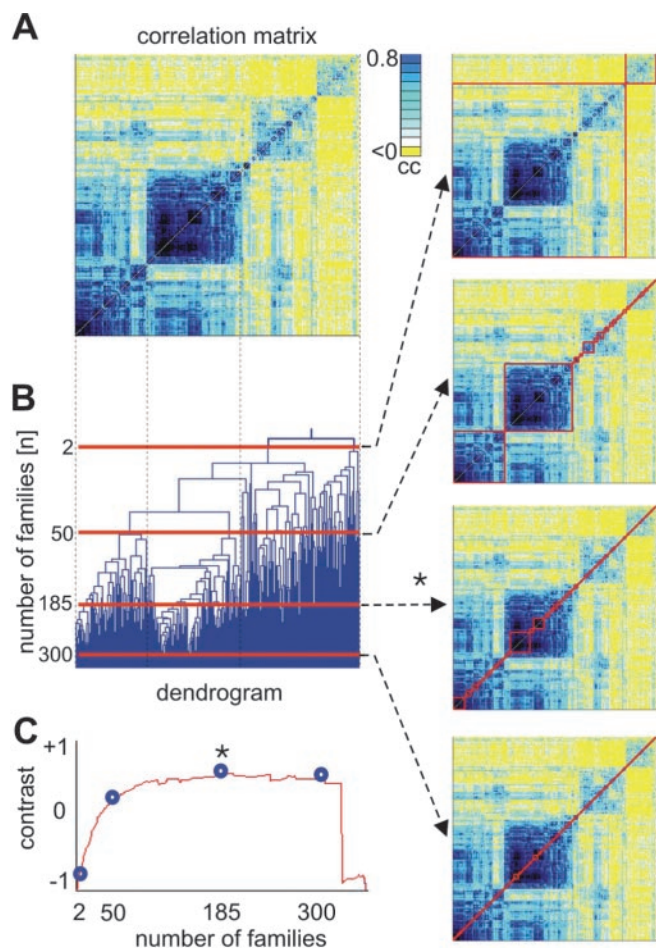 A
correlation matrix
0.8
<0
cc
B
number of families [n]
2
50
185
300
*
dendrogram
C
contrast
+1
0
-1
*
2 50 185 300
number of families